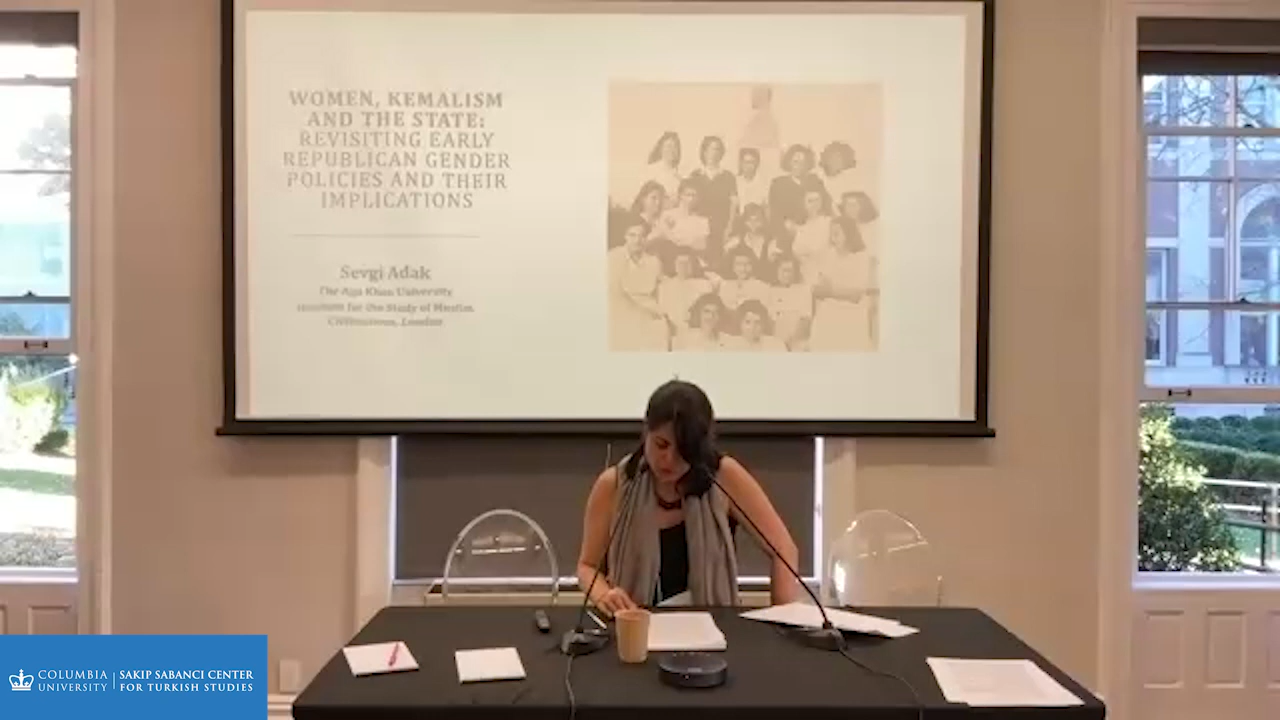 WOMEN, KEMALISM
AND THE STATE:
REVISITING EARLY
REPUBLICAN GENDER
POLICIES AND THEIR
IMPLICATIONS
Sevgi Adak
The Aga Khan University
Institute for the Study of Muslim
Civilisations, London
COLUMBIA
UNIVERSITY
SAKIP SABANCI CENTER
FOR TURKISH STUDIES